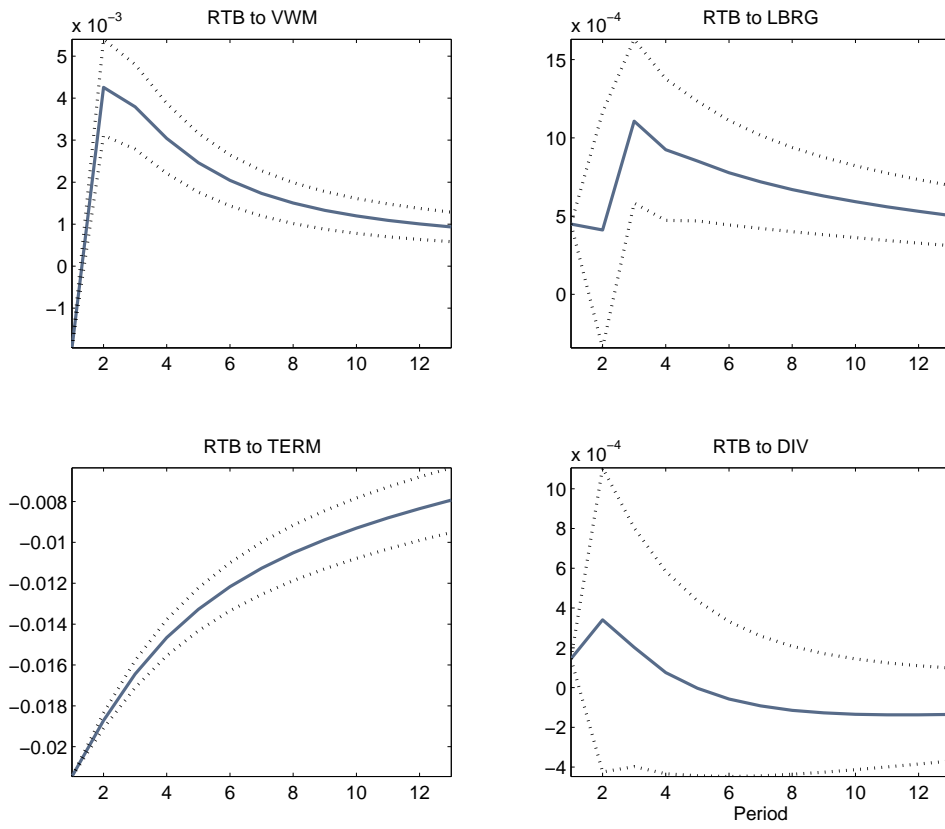 RTB to VWM
x 10−3
5
4
3
2
1
0
−1
2 4 6 8 10 12
RTB to LBRG
x 10−4
15
10
5
0
2 4 6 8 10 12
RTB to TERM
−0.008
−0.01
−0.012
−0.014
−0.016
−0.018
−0.02
2 4 6 8 10 12
RTB to DIV
x 10−4
10
8
6
4
2
0
−2
−4
2 4 6 8 10 12
Period